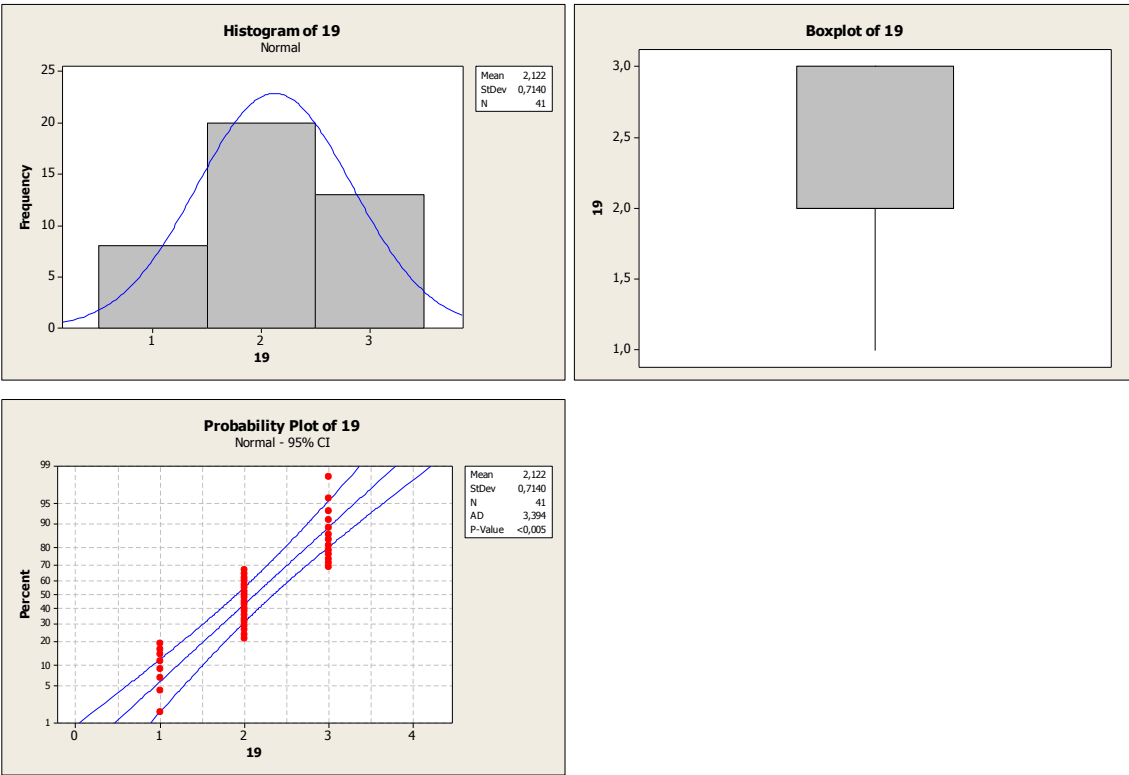 Histogram of 19
Normal
25
20
15
10
5
0
Frequency
1 2 3
19
Mean 2,122
StDev 0,7140
N 41
Boxplot of 19
3,0
2,5
2,0
1,5
1,0
19
Probability Plot of 19
Normal - 95% CI
99
95
90
80
70
60
50
40
30
20
10
5
1
Percent
0 1 2 3 4
19
Mean 2,122
StDev 0,7140
N 41
AD 3,394
P-Value <0,005